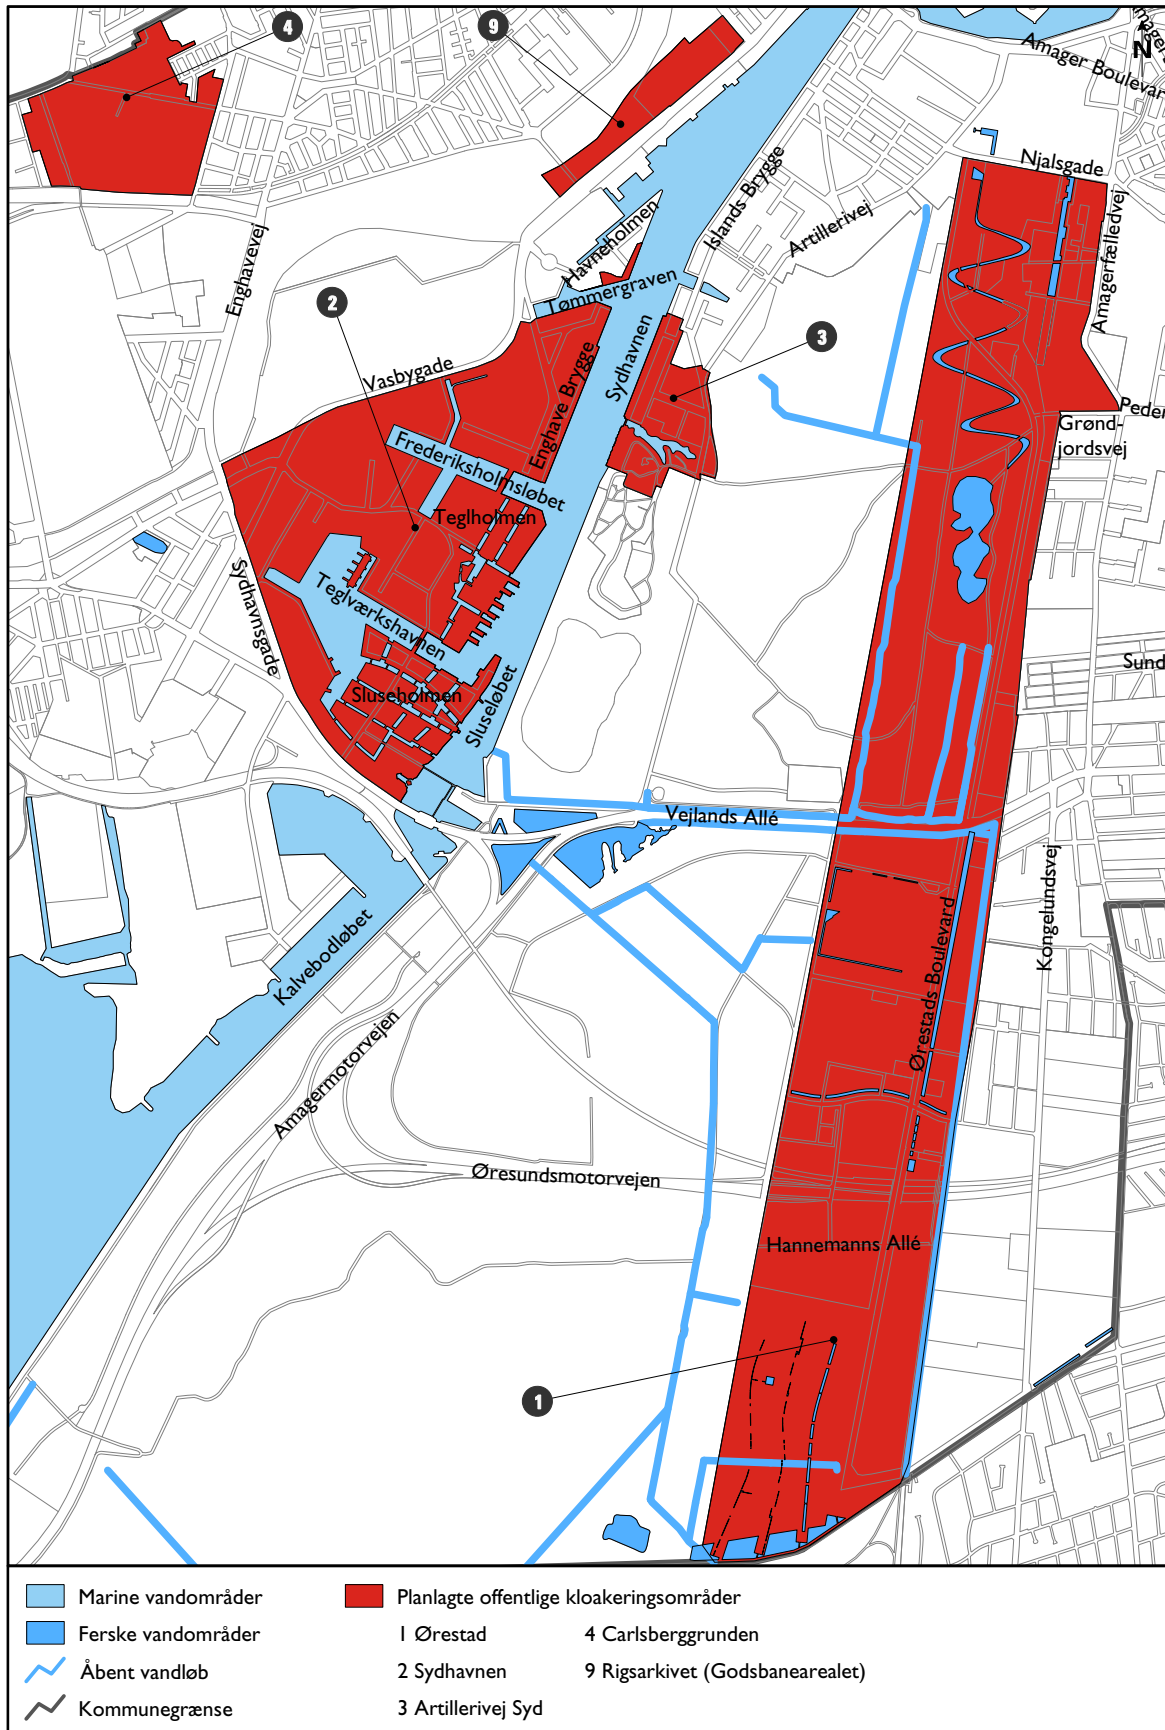 4
9
N
Amager Boulevard
Njalsgade
Islands Brygge
Artillerivej
Amagerfælledvej
Enghavevej
Havneholmen
Tømmergraven
2
3
Sydhavnen
Vasbygade
Enghave Brygge
Peder
Grønd-
jordsvej
Frederiksholmsløbet
Teglholmen
Sydhavnsgade
Teglværkshavnen
Sund
Sluseholmen
Sluseløbet
Vejlands Allé
Kongelundsvej
Ørestads Boulevard
Kalvebodløbet
Amagermotorvejen
Øresundsmotorvejen
Hannemanns Allé
1
Marine vandområder
Ferske vandområder
Åbent vandløb
Kommunegrænse
Planlagte offentlige kloakeringsområder
1 Ørestad
2 Sydhavnen
3 Artillerivej Syd
4 Carlsberggrunden
9 Rigsarkivet (Godsbanearealet)